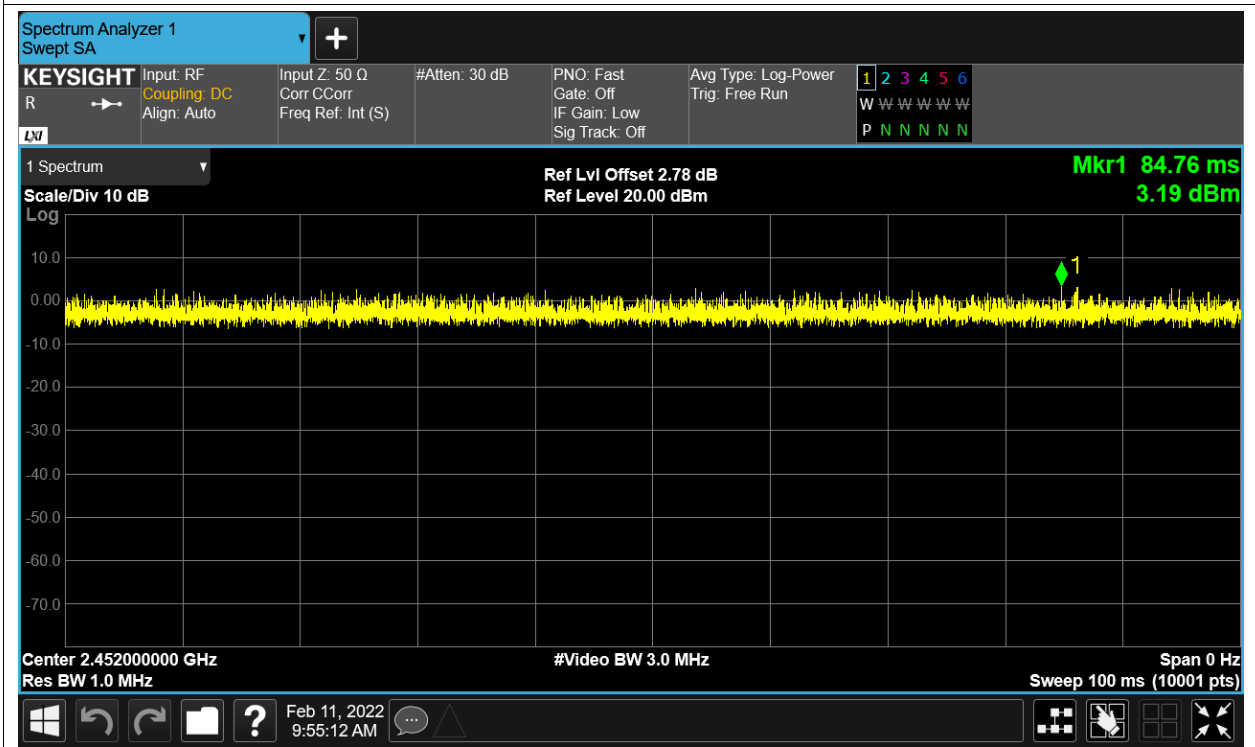 Spectrum Analyzer 1
Swept SA
KEYSIGHT
R
LXI
Input: RF
Coupling: DC
Align: Auto
Input Z: 50 Ω
Corr CCorr
Freq Ref: Int (S)
#Atten: 30 dB
PNO: Fast
Gate: Off
IF Gain: Low
Sig Track: Off
Avg Type: Log-Power
Trig: Free Run
1 2 3 4 5 6
W W W W W W
P N N N N N
1 Spectrum
Scale/Div 10 dB
Ref Lvl Offset 2.78 dB
Ref Level 20.00 dBm
Mkr1 84.76 ms
3.19 dBm
Log
10.0
1
0.00
-10.0
-20.0
-30.0
-40.0
-50.0
-60.0
-70.0
Center 2.452000000 GHz
#Video BW 3.0 MHz
Span 0 Hz
Res BW 1.0 MHz
Sweep 100 ms (10001 pts)
?
Feb 11, 2022
9:55:12 AM